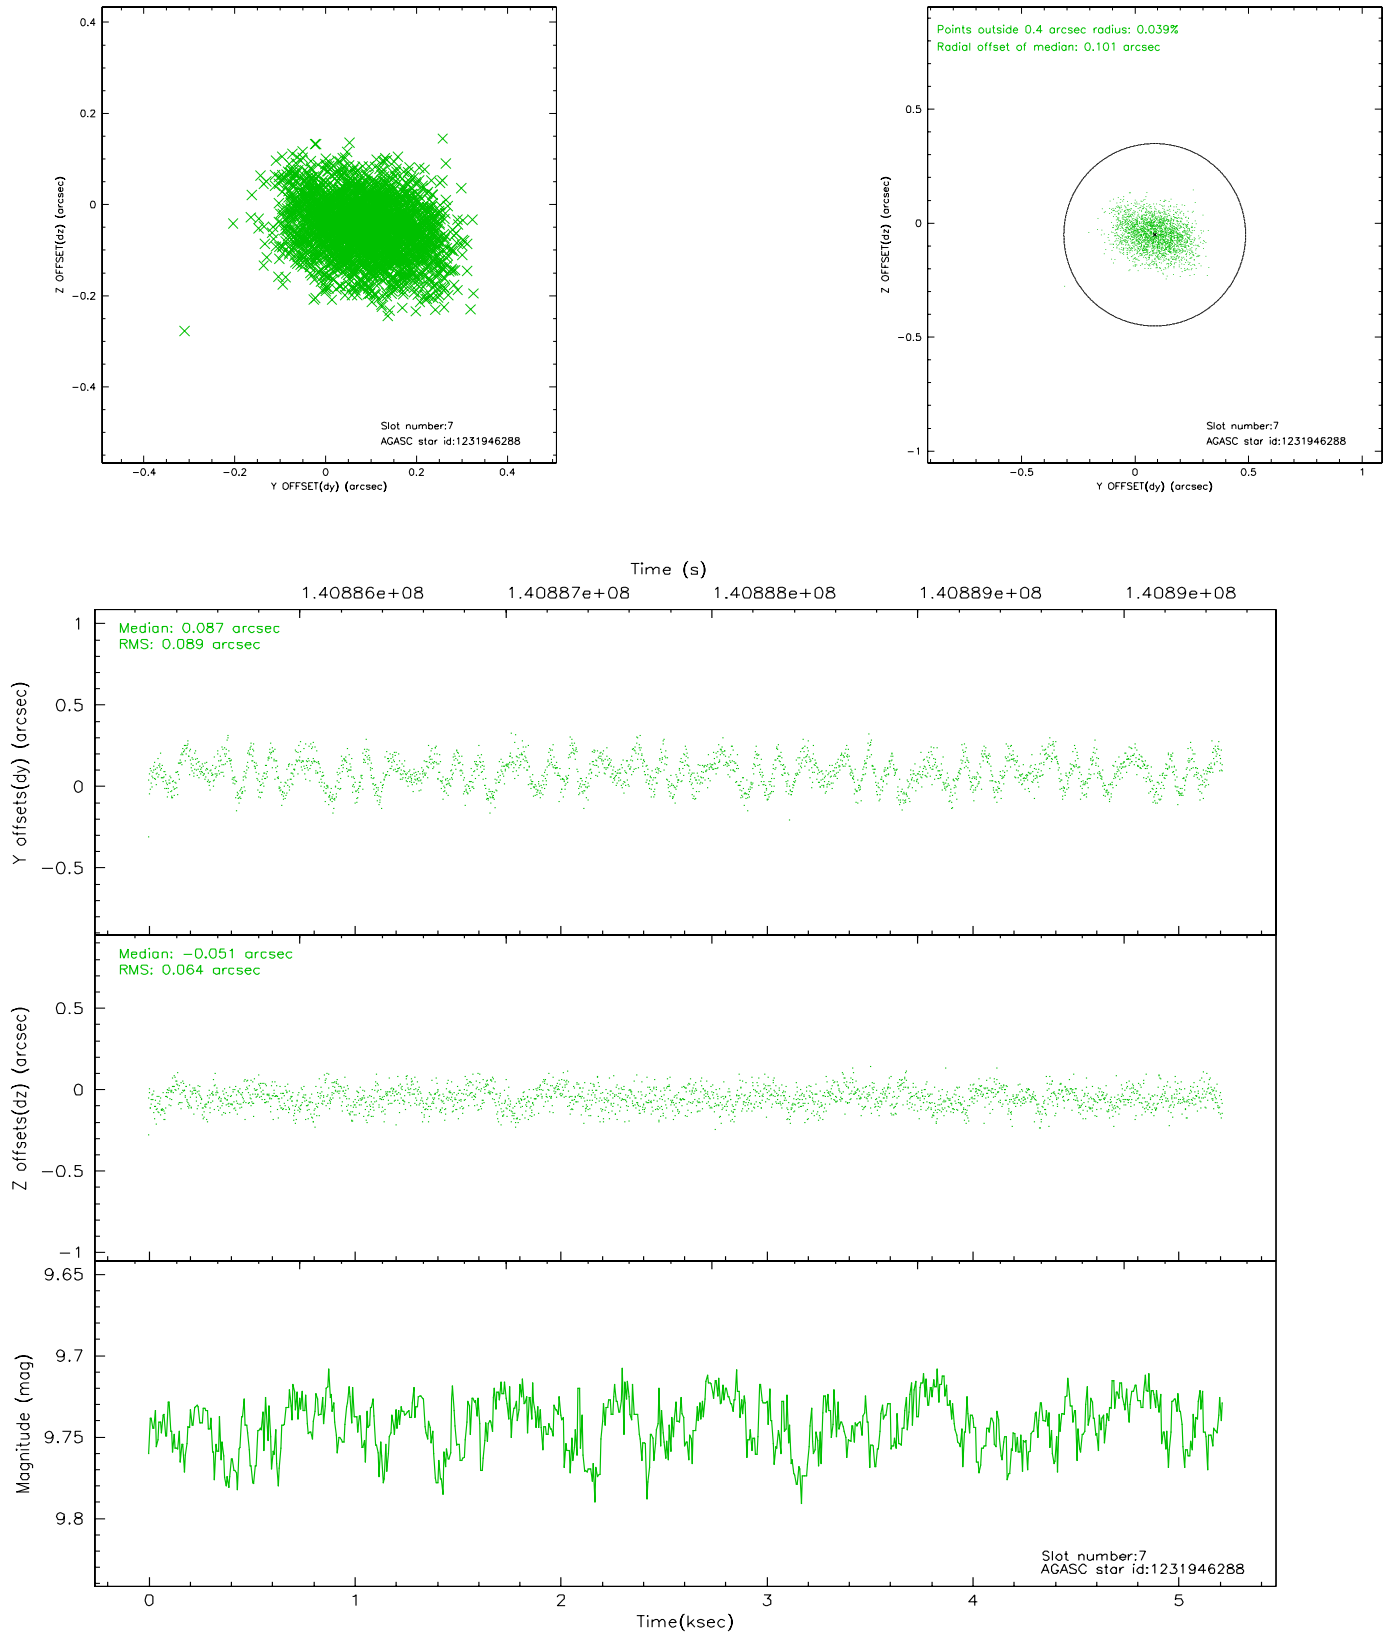 0.4
0.2
0
−0.2
−0.4
Z OFFSET(dz) (arcsec)
−0.4
−0.2
0
0.2
0.4
Y OFFSET(dy) (arcsec)
Slot number:7
AGASC star id:1231946288
Points outside 0.4 arcsec radius: 0.039%
Radial offset of median: 0.101 arcsec
0.5
0
−0.5
−1
Z OFFSET(dz) (arcsec)
−0.5
0
0.5
1
Y OFFSET(dy) (arcsec)
Slot number:7
AGASC star id:1231946288
Time (s)
1.40886e+08
1.40887e+08
1.40888e+08
1.40889e+08
1.4089e+08
Median: 0.087 arcsec
RMS: 0.089 arcsec
1
0.5
0
−0.5
Y offsets(dy) (arcsec)
Median: −0.051 arcsec
RMS: 0.064 arcsec
0.5
0
−0.5
−1
Z offsets(dz) (arcsec)
9.65
9.7
9.75
9.8
Magnitude (mag)
Slot number:7
AGASC star id:1231946288
0
1
2
3
4
5
Time(ksec)